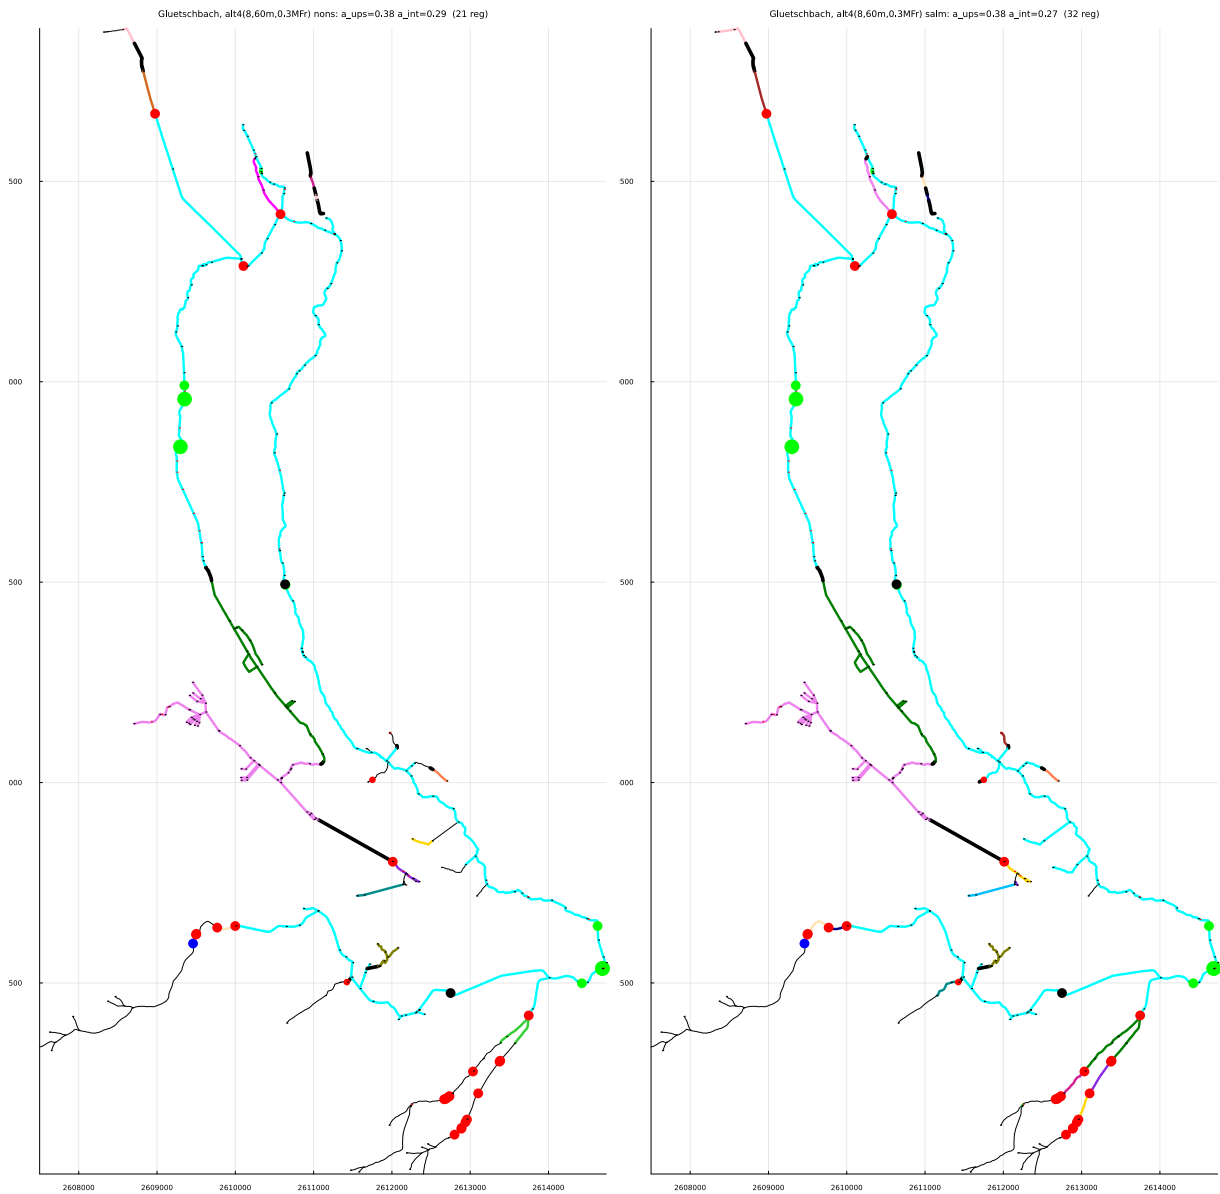 Gluetschbach, alt4(8,60m,0.3MFr) nons: a_ups=0.38 a_int=0.29 (21 reg)
Gluetschbach, alt4(8,60m,0.3MFr) salm: a_ups=0.38 a_int=0.27 (32 reg)
500 500
000 000
500 500
000 000
500 500
2608000 2609000 2610000 2611000 2612000 2613000 2614000
2608000 2609000 2610000 2611000 2612000 2613000 2614000